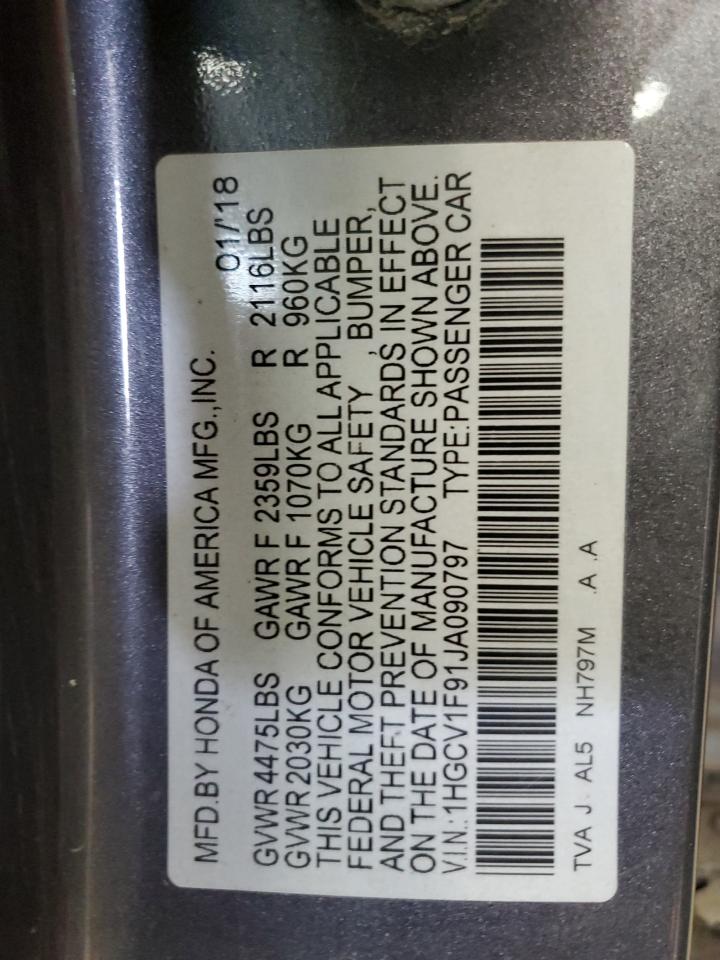 MFD.BY HONDA OF AMERICA MFG.,INC. 01/'18
GVWR 4475LBS GAWR F 2359LBS R 2116LBS
GVWR 2030KG GAWR F 1070KG R 960KG
THIS VEHICLE CONFORMS TO ALL APPLICABLE
FEDERAL MOTOR VEHICLE SAFETY , BUMPER,
AND THEFT PREVENTION STANDARDS IN EFFECT
ON THE DATE OF MANUFACTURE SHOWN ABOVE.
V.I.N.:1HGCV1F91JA090797 TYPE:PASSENGER CAR
TVA J. AL5 NH797M .A .A